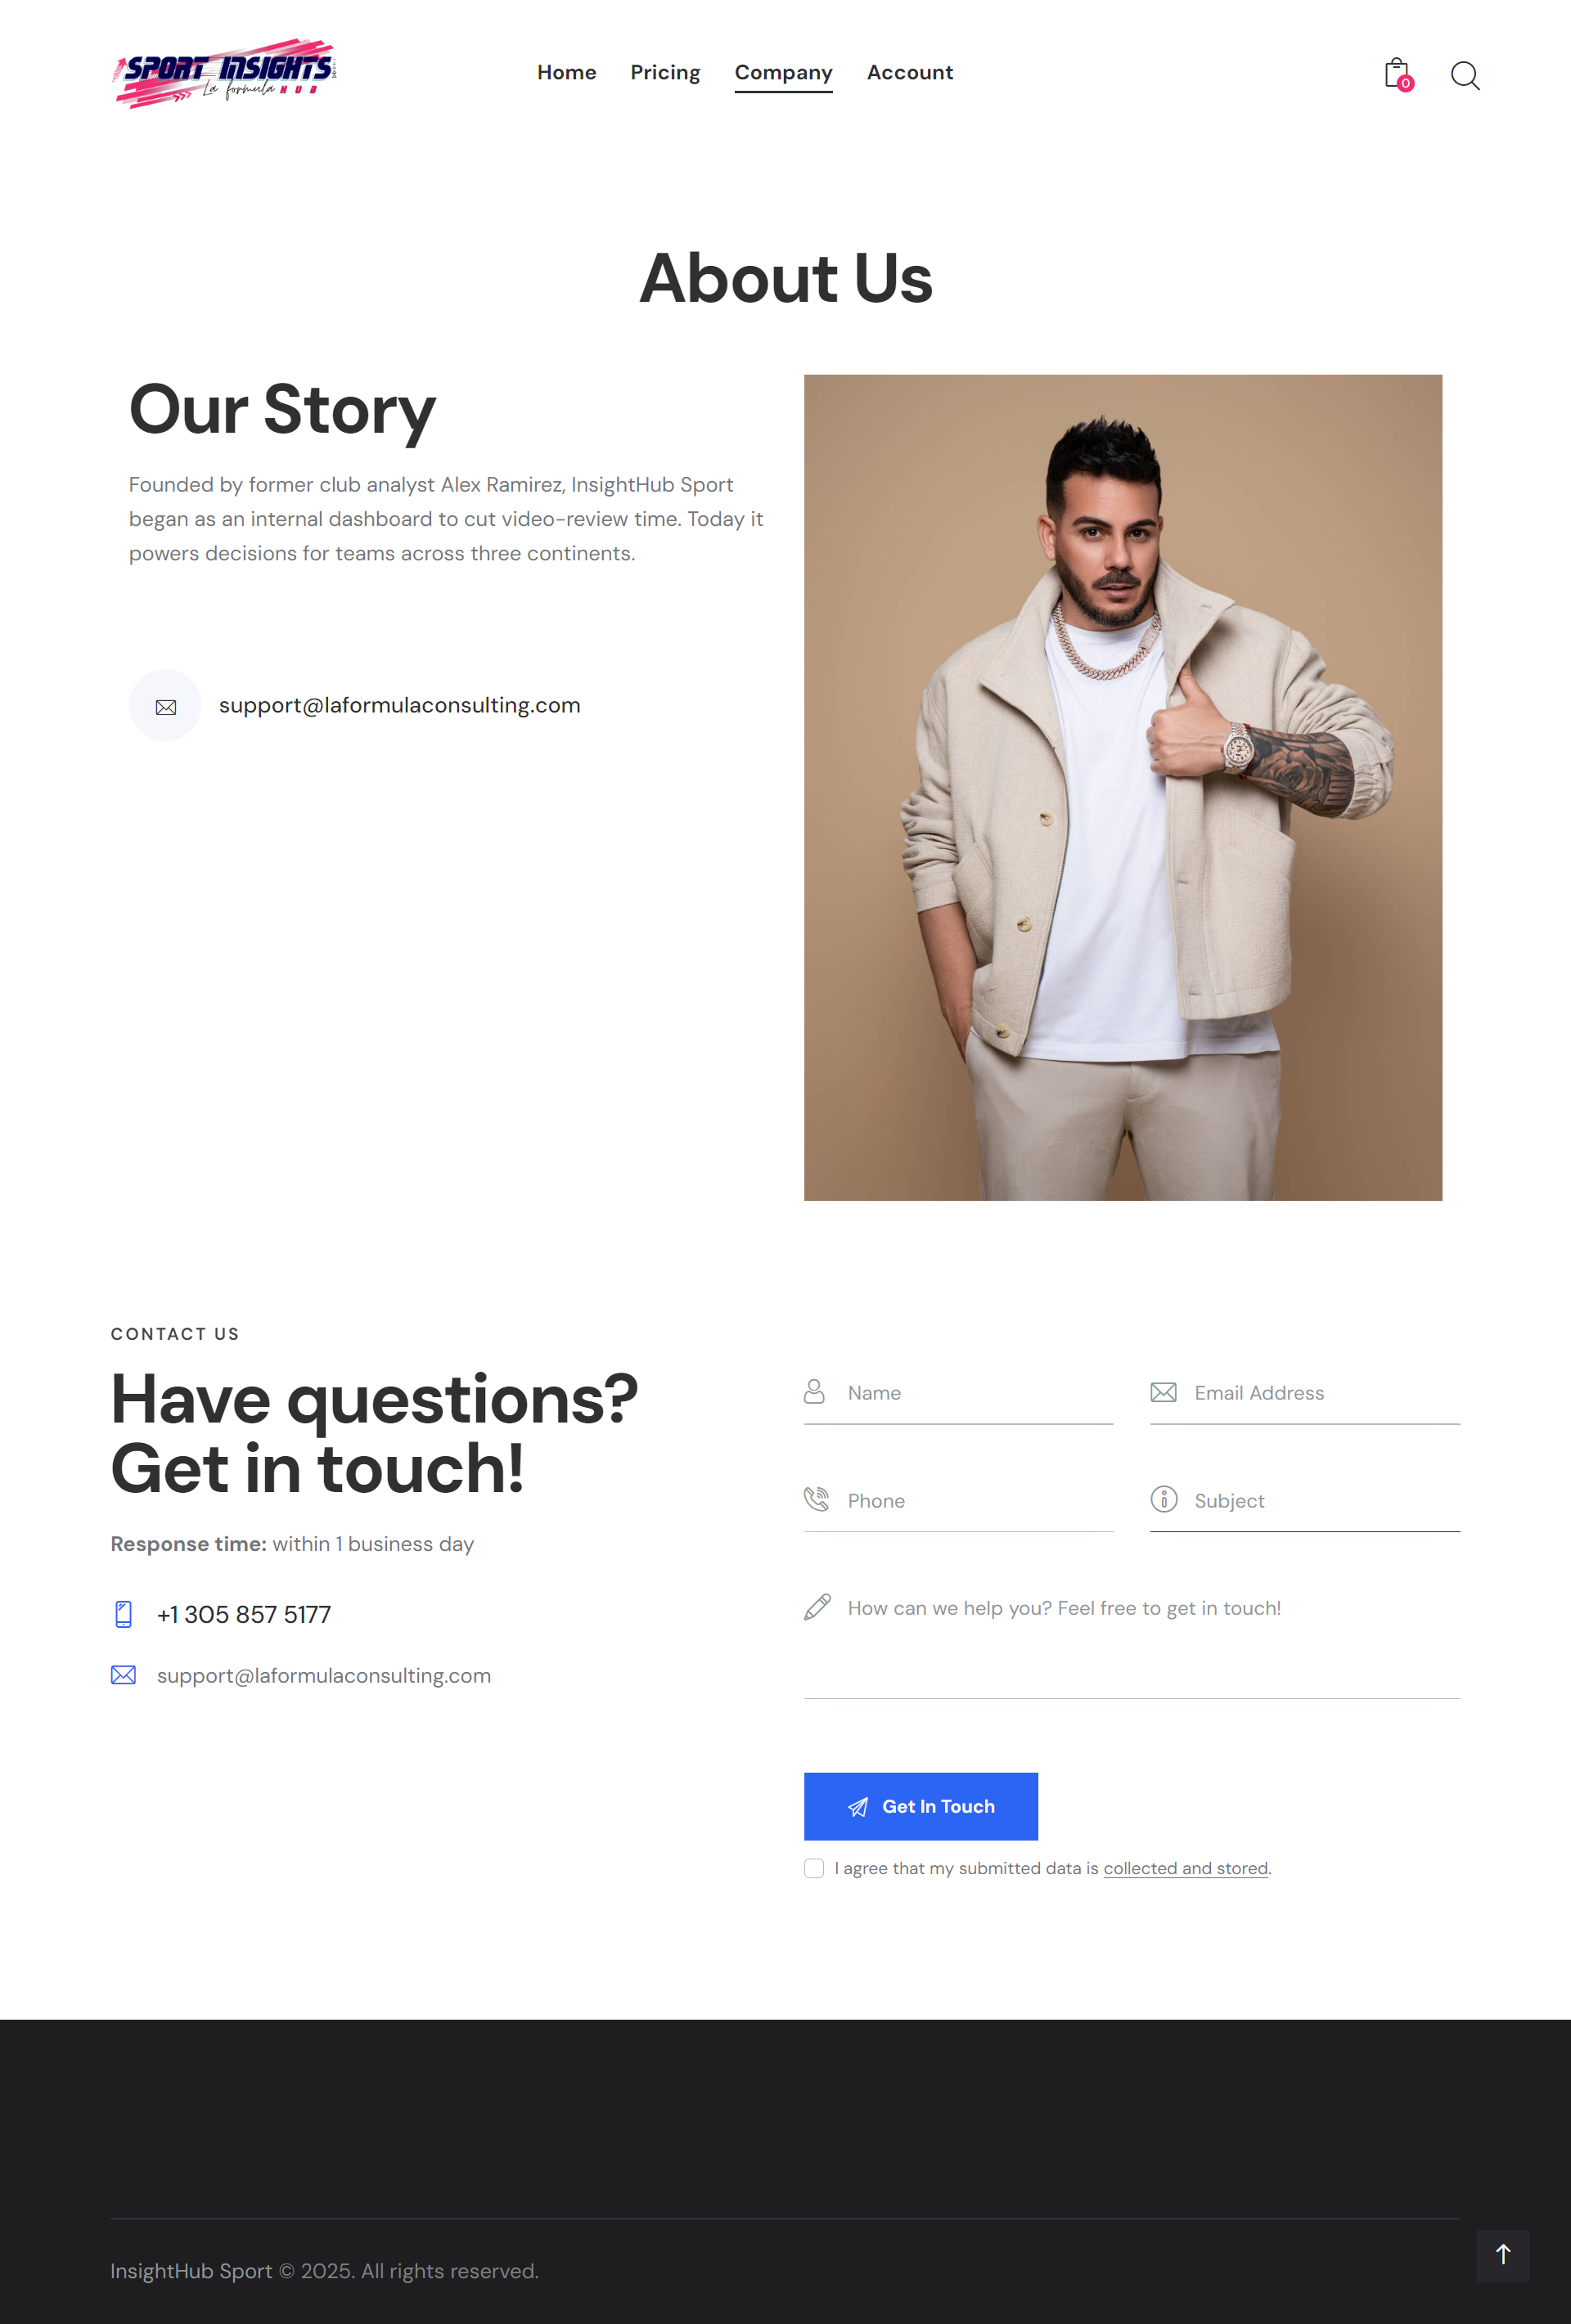 SPORT INSIGHTS
La formula HUB
Home
Pricing
Company
Account
0
About Us
Our Story
Founded by former club analyst Alex Ramirez, InsightHub Sport
began as an internal dashboard to cut video-review time. Today it
powers decisions for teams across three continents.
support@laformulaconsulting.com
CONTACT US
Have questions?
Get in touch!
Response time: within 1 business day
+1 305 857 5177
support@laformulaconsulting.com
Name
Email Address
Phone
Subject
How can we help you? Feel free to get in touch!
Get In Touch
I agree that my submitted data is collected and stored.
InsightHub Sport © 2025. All rights reserved.